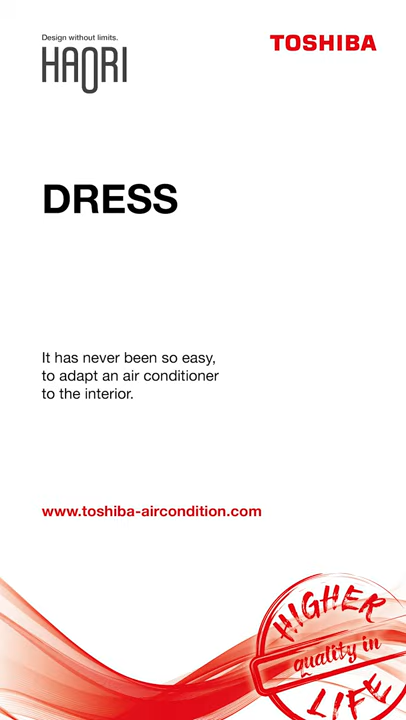 Design without limits.
HAORI
TOSHIBA
DRESS
It has never been so easy,
to adapt an air conditioner
to the interior.
www.toshiba-aircondition.com
HIGHER
quality in
LIFE